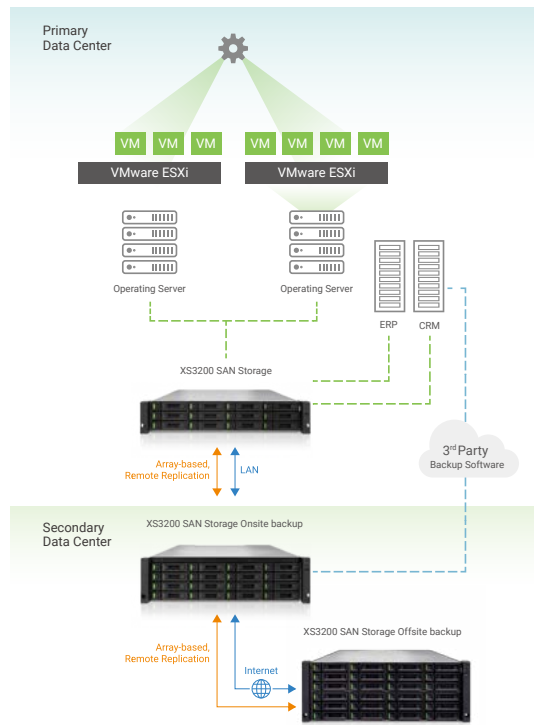 Primary
Data Center
VM VM VM VM VM VM VM
VMware ESXi VMware ESXi
Operating Server Operating Server
ERP CRM
XS3200 SAN Storage
3rd Party
Backup Software
Array-based,
Remote Replication
LAN
Secondary
Data Center
XS3200 SAN Storage Onsite backup
XS3200 SAN Storage Offsite backup
Array-based,
Remote Replication
Internet